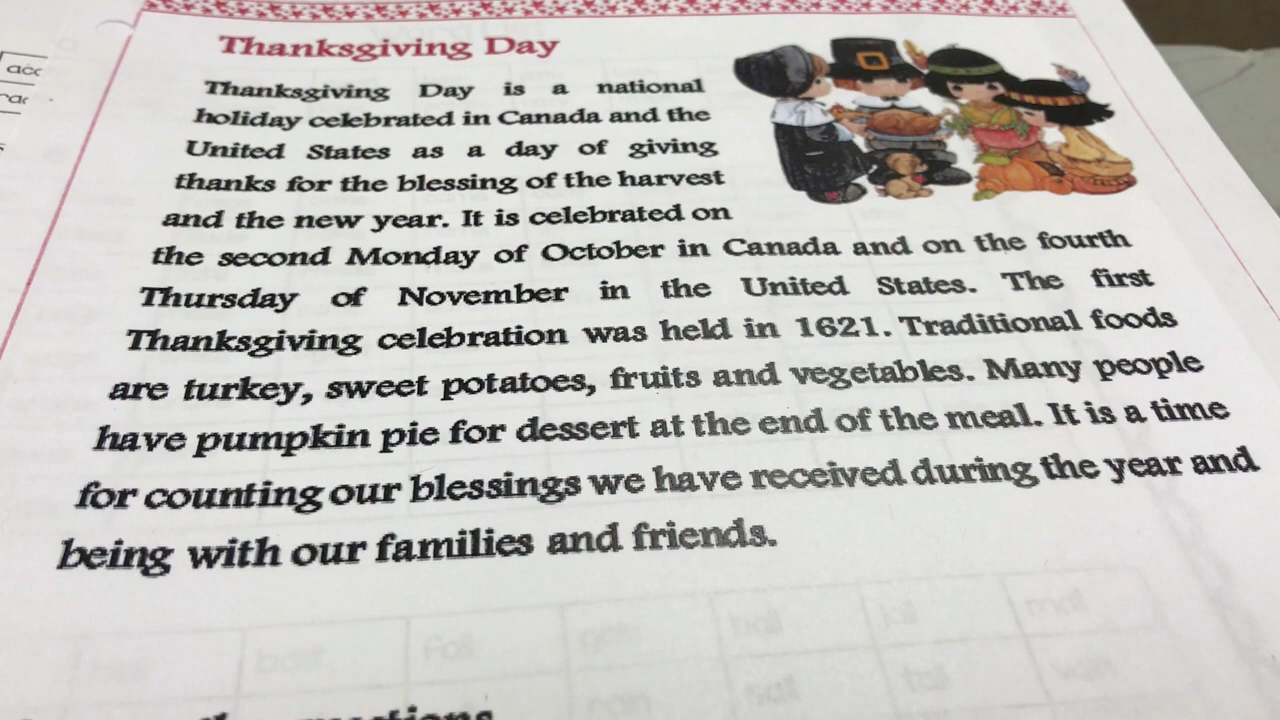 Thanksgiving Day
Thanksgiving Day is a national
holiday celebrated in Canada and the
United States as a day of giving
thanks for the blessing of the harvest
and the new year. It is celebrated on
the second Monday of October in Canada and on the fourth
Thursday of November in the United States. The first
Thanksgiving celebration was held in 1621. Traditional foods
are turkey, sweet potatoes, fruits and vegetables. Many people
have pumpkin pie for dessert at the end of the meal. It is a time
for counting our blessings we have received during the year and
being with our families and friends.